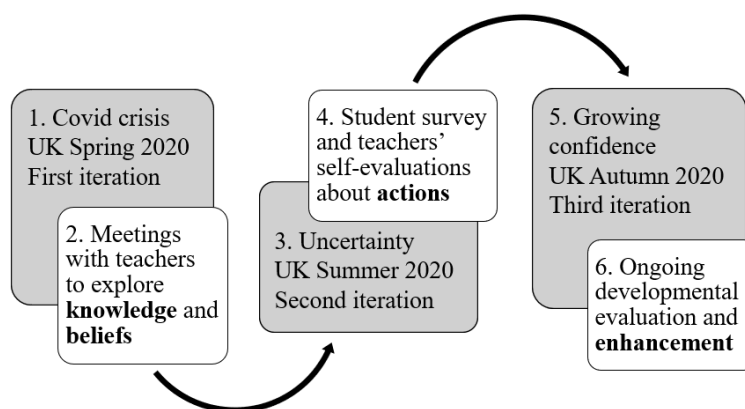 1. Covid crisis
UK Spring 2020
First iteration
2. Meetings
with teachers
to explore
knowledge and
beliefs
3. Uncertainty
UK Summer 2020
Second iteration
4. Student survey
and teachers’
self-evaluations
about actions
5. Growing
confidence
UK Autumn 2020
Third iteration
6. Ongoing
developmental
evaluation and
enhancement